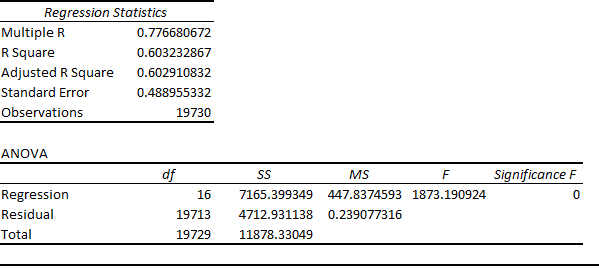 Regression Statistics
Multiple R 0.776680672
R Square 0.603232867
Adjusted R Square 0.602910832
Standard Error 0.488955332
Observations 19730
ANOVA
df SS MS F Significance F
Regression 16 7165.399349 447.8374593 1873.190924 0
Residual 19713 4712.931138 0.239077316
Total 19729 11878.33049